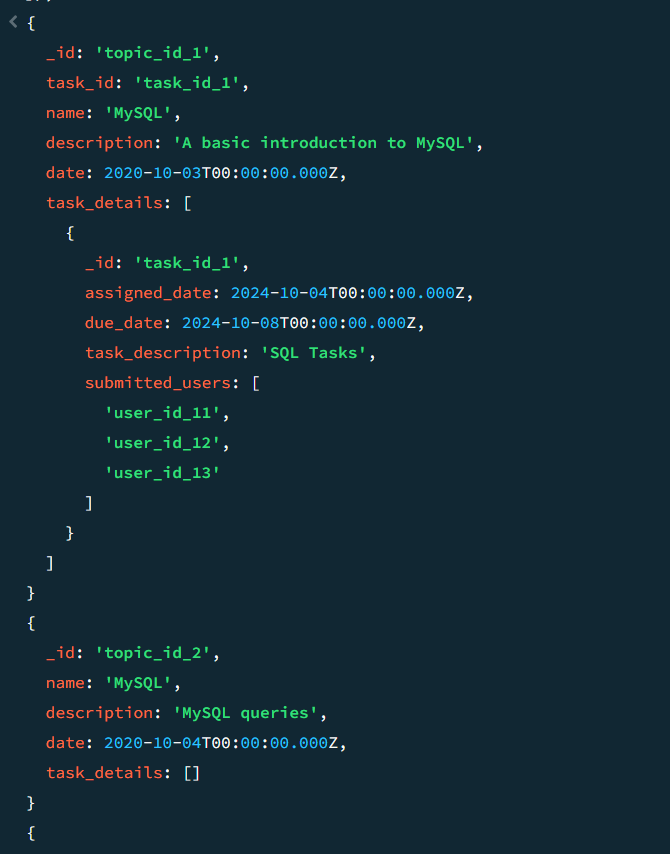 {
_id: 'topic_id_1',
task_id: 'task_id_1',
name: 'MySQL',
description: 'A basic introduction to MySQL',
date: 2020-10-03T00:00:00.000Z,
task_details: [
{
_id: 'task_id_1',
assigned_date: 2024-10-04T00:00:00.000Z,
due_date: 2024-10-08T00:00:00.000Z,
task_description: 'SQL Tasks',
submitted_users: [
'user_id_11',
'user_id_12',
'user_id_13'
]
}
]
}
{
_id: 'topic_id_2',
name: 'MySQL',
description: 'MySQL queries',
date: 2020-10-04T00:00:00.000Z,
task_details: []
}
{